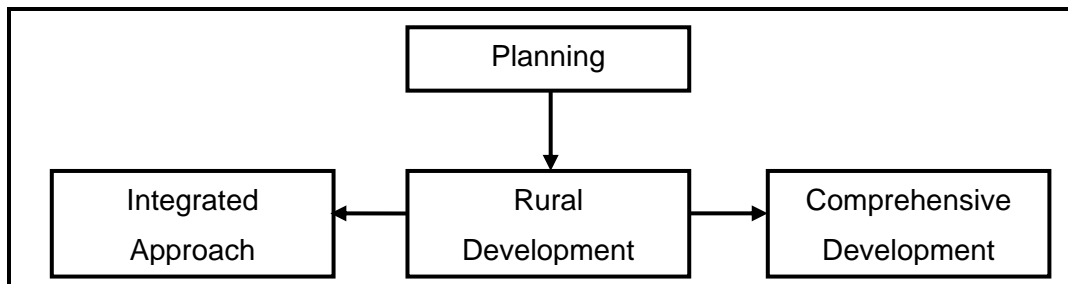 Planning
Integrated
Approach
Rural
Development
Comprehensive
Development